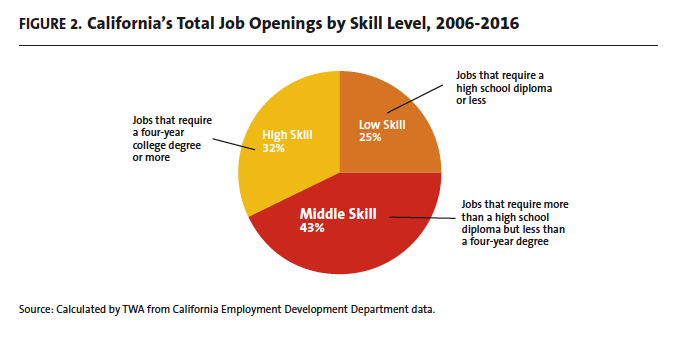 FIGURE 2. California's Total Job Openings by Skill Level, 2006-2016
Jobs that require a
high school diploma
or less
Jobs that require
a four-year
college degree
or more
High Skill
32%
Low Skill
25%
Middle Skill
43%
Jobs that require more
than a high school
diploma but less than
a four-year degree
Source: Calculated by TWA from California Employment Development Department data.